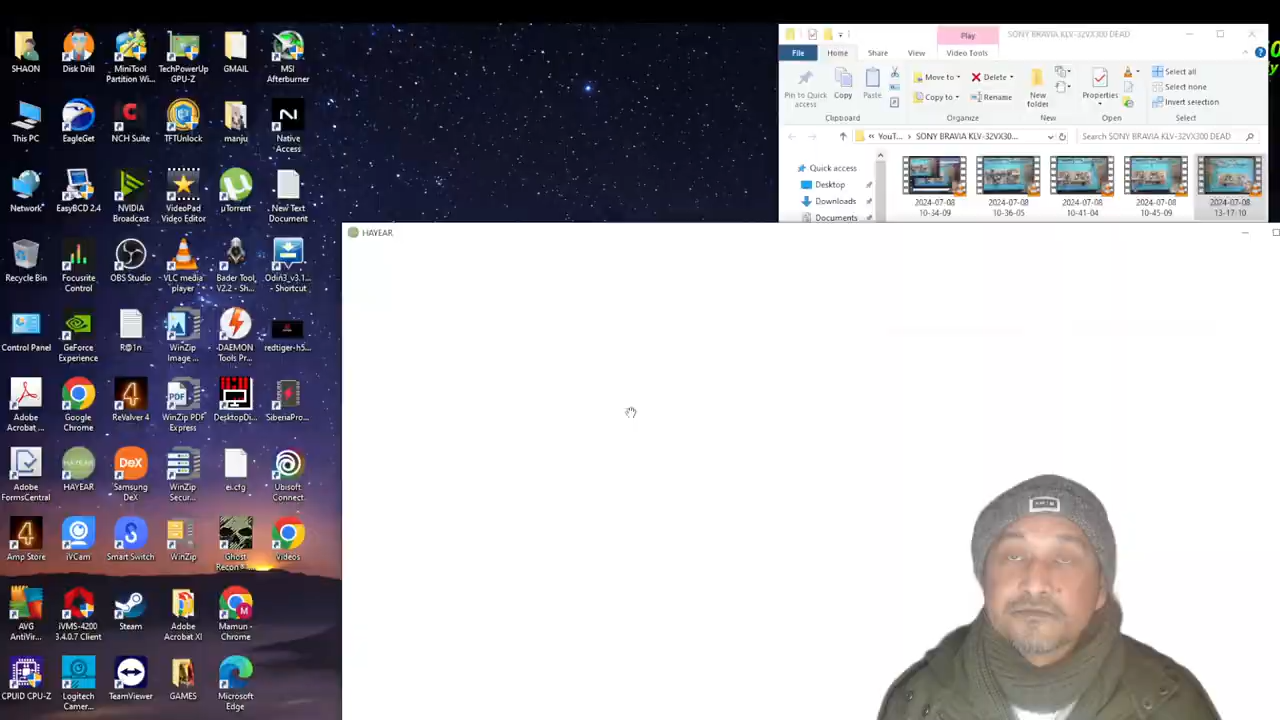 SHAON
Disk Drill
MiniTool
Partition Wi...
TechPowerUp
GPU-Z
GMAIL
MSI
Afterburner
This PC
EagleGet
NCH Suite
TFTUnlock
manju
Native
Access
Network
EasyBCD 2.4
NVIDIA
Broadcast
VideoPad
Video Editor
µTorrent
New Text
Document
Recycle Bin
Focusrite
Control
OBS Studio
VLC media
player
Bader Tool
V2.2 - Sh...
Odin3_v3.1...
- Shortcut
Control Panel
GeForce
Experience
R@1n
WinZip
Image ...
DAEMON
Tools Pr...
redtiger-h5...
Adobe
Acrobat ...
Google
Chrome
ReValver 4
WinZip PDF
Express
DesktopDi...
SiberiaPro...
Adobe
FormsCentral
HAYEAR
Samsung
DeX
WinZip
Secur...
ei.cfg
Ubisoft
Connect
Amp Store
iVCam
Smart Switch
WinZip
Ghost
Recon® ...
Videos
AVG
AntiVir...
iVMS-4200
3.4.0.7 Client
Steam
Adobe
Acrobat XI
Mamun -
Chrome
CPUID CPU-Z
Logitech
Camer...
TeamViewer
GAMES
Microsoft
Edge
Play
SONY BRAVIA KLV-32VX300 DEAD
File
Home
Share
View
Video Tools
Pin to Quick
access
Copy
Paste
Move to
Copy to
Delete
Rename
New
folder
Properties
Select all
Select none
Invert selection
Clipboard
Organize
New
Open
Select
« YouT... > SONY BRAVIA KLV-32VX30...
Search SONY BRAVIA KLV-32VX300 DEAD
Quick access
Desktop
Downloads
Documents
2024-07-08
10-34-09
2024-07-08
10-36-05
2024-07-08
10-41-04
2024-07-08
10-45-09
2024-07-08
13-17-10
HAYEAR